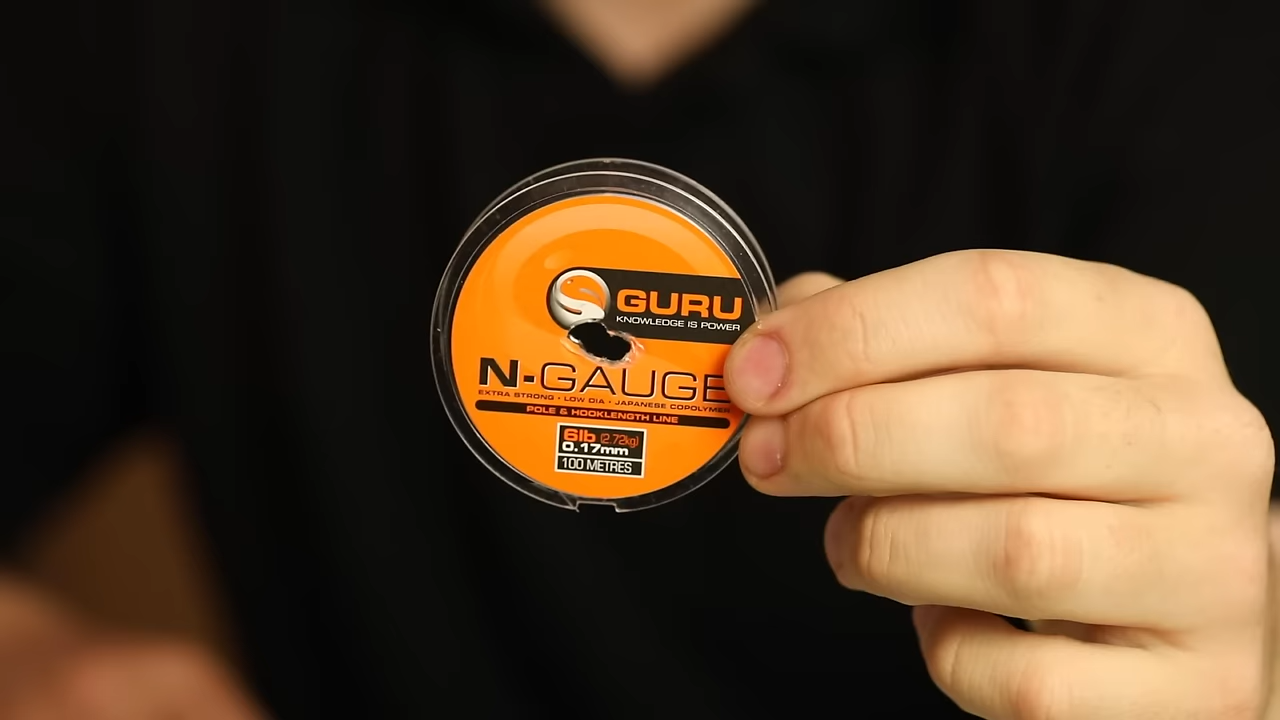 GURU
KNOWLEDGE IS POWER
N-GAUGE
EXTRA STRONG • LOW DIA • JAPANESE COPOLYMER
POLE & HOOKLENGTH LINE
6lb (2.72kg)
0.17mm
100 METRES